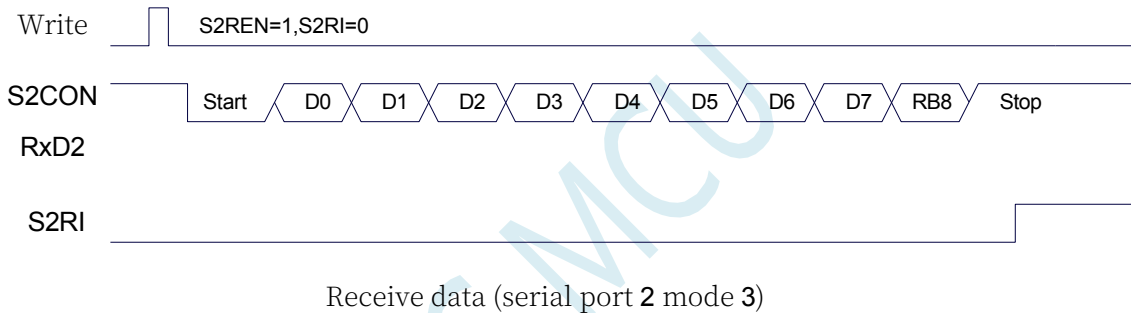 Write
S2REN=1,S2RI=0
S2CON
Start D0 D1 D2 D3 D4 D5 D6 D7 RB8 Stop
RxD2
S2RI
Receive data (serial port 2 mode 3)